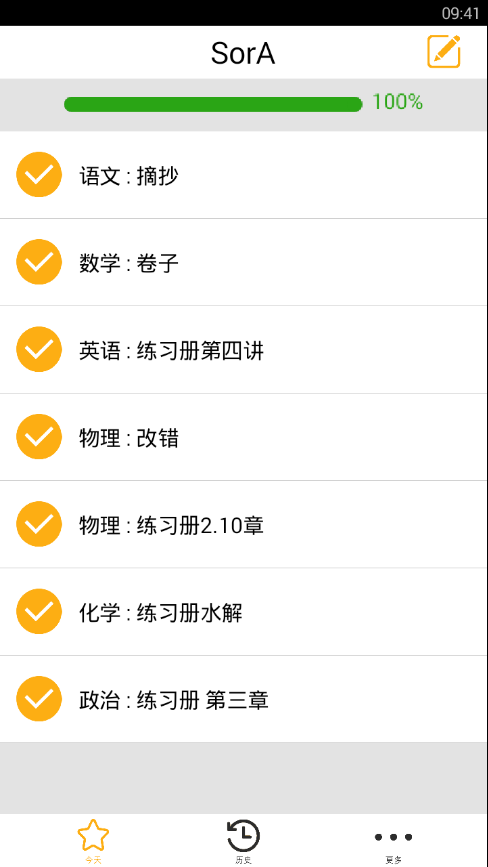 09:41
SorA
100%
语文 : 摘抄
数学 : 卷子
英语 : 练习册第四讲
物理 : 改错
物理 : 练习册2.10章
化学 : 练习册水解
政治 : 练习册 第三章
今天
历史
更多